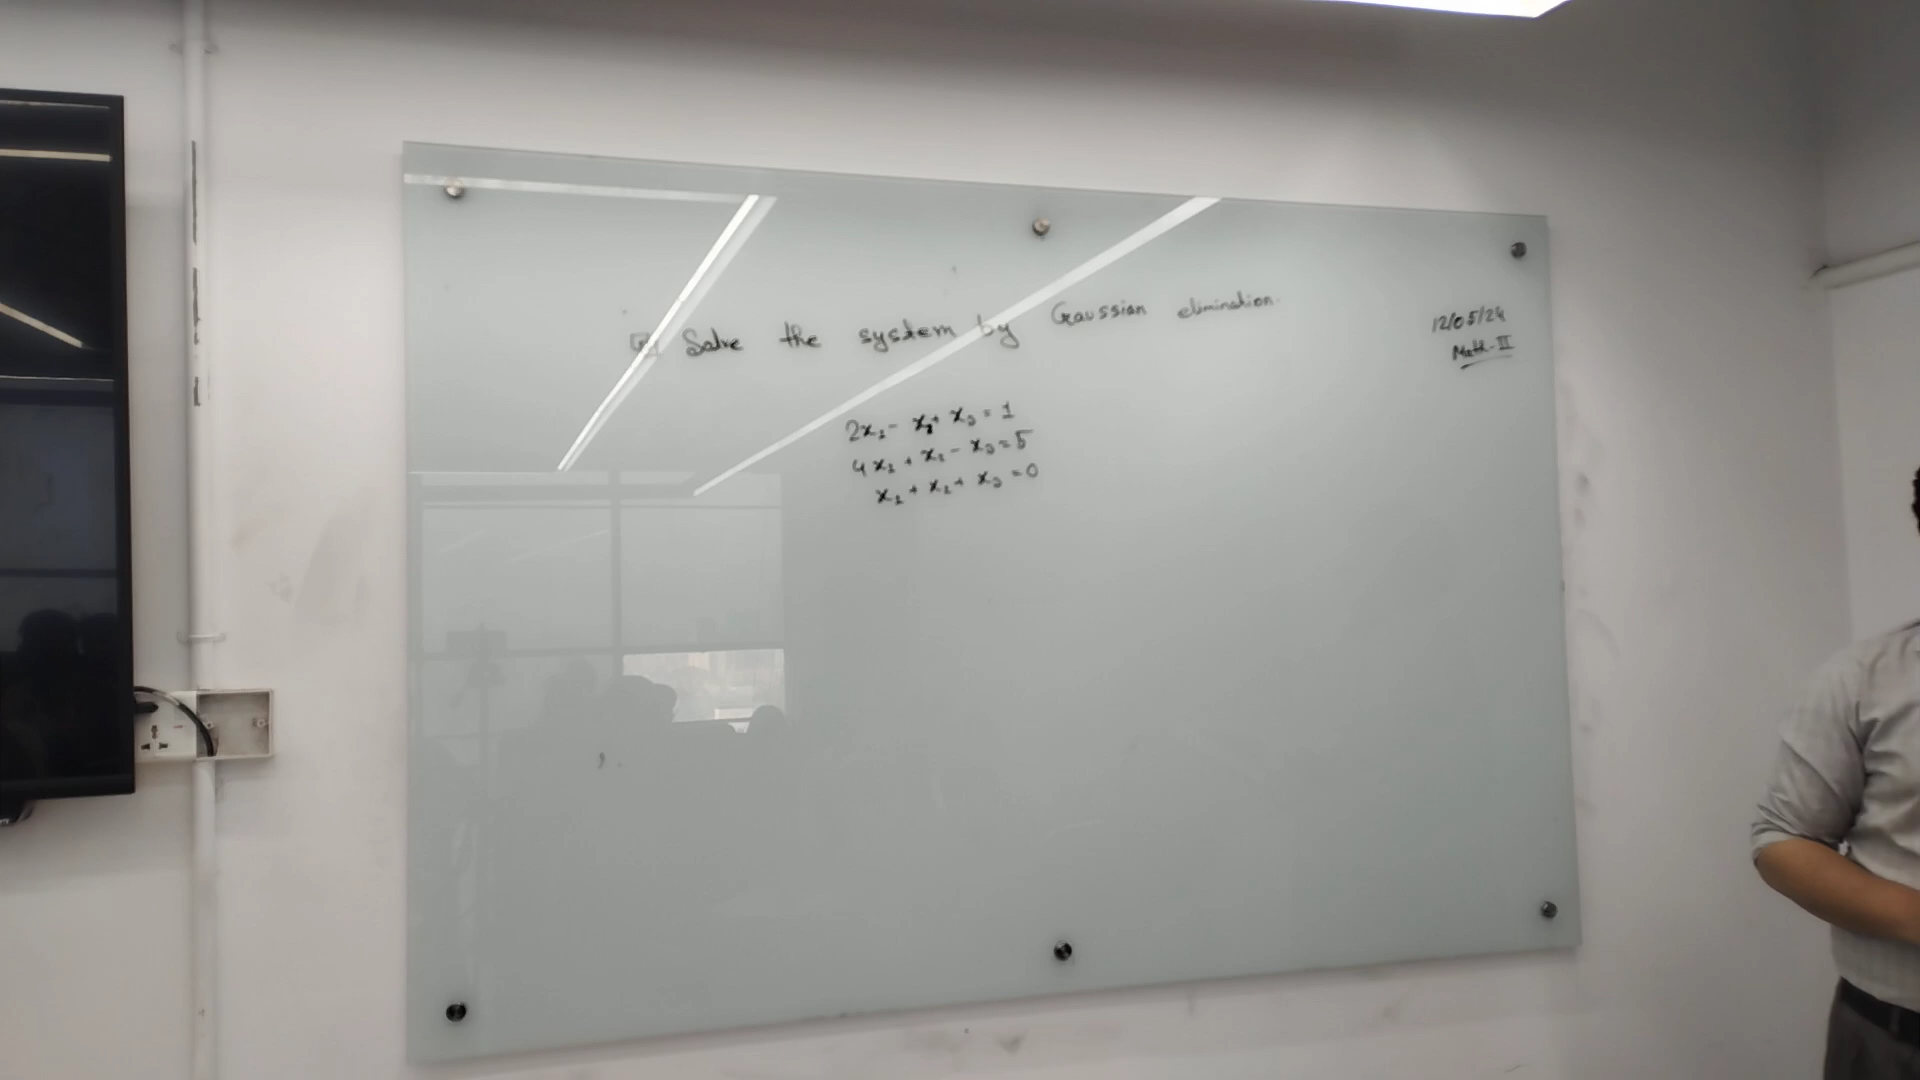 Solve the system by Gaussian elimination.
12/05/24
Math-III
2x₁ - x₂ + x₃ = 1
4x₁ + x₂ - x₃ = 5
x₁ + x₂ + x₃ = 0